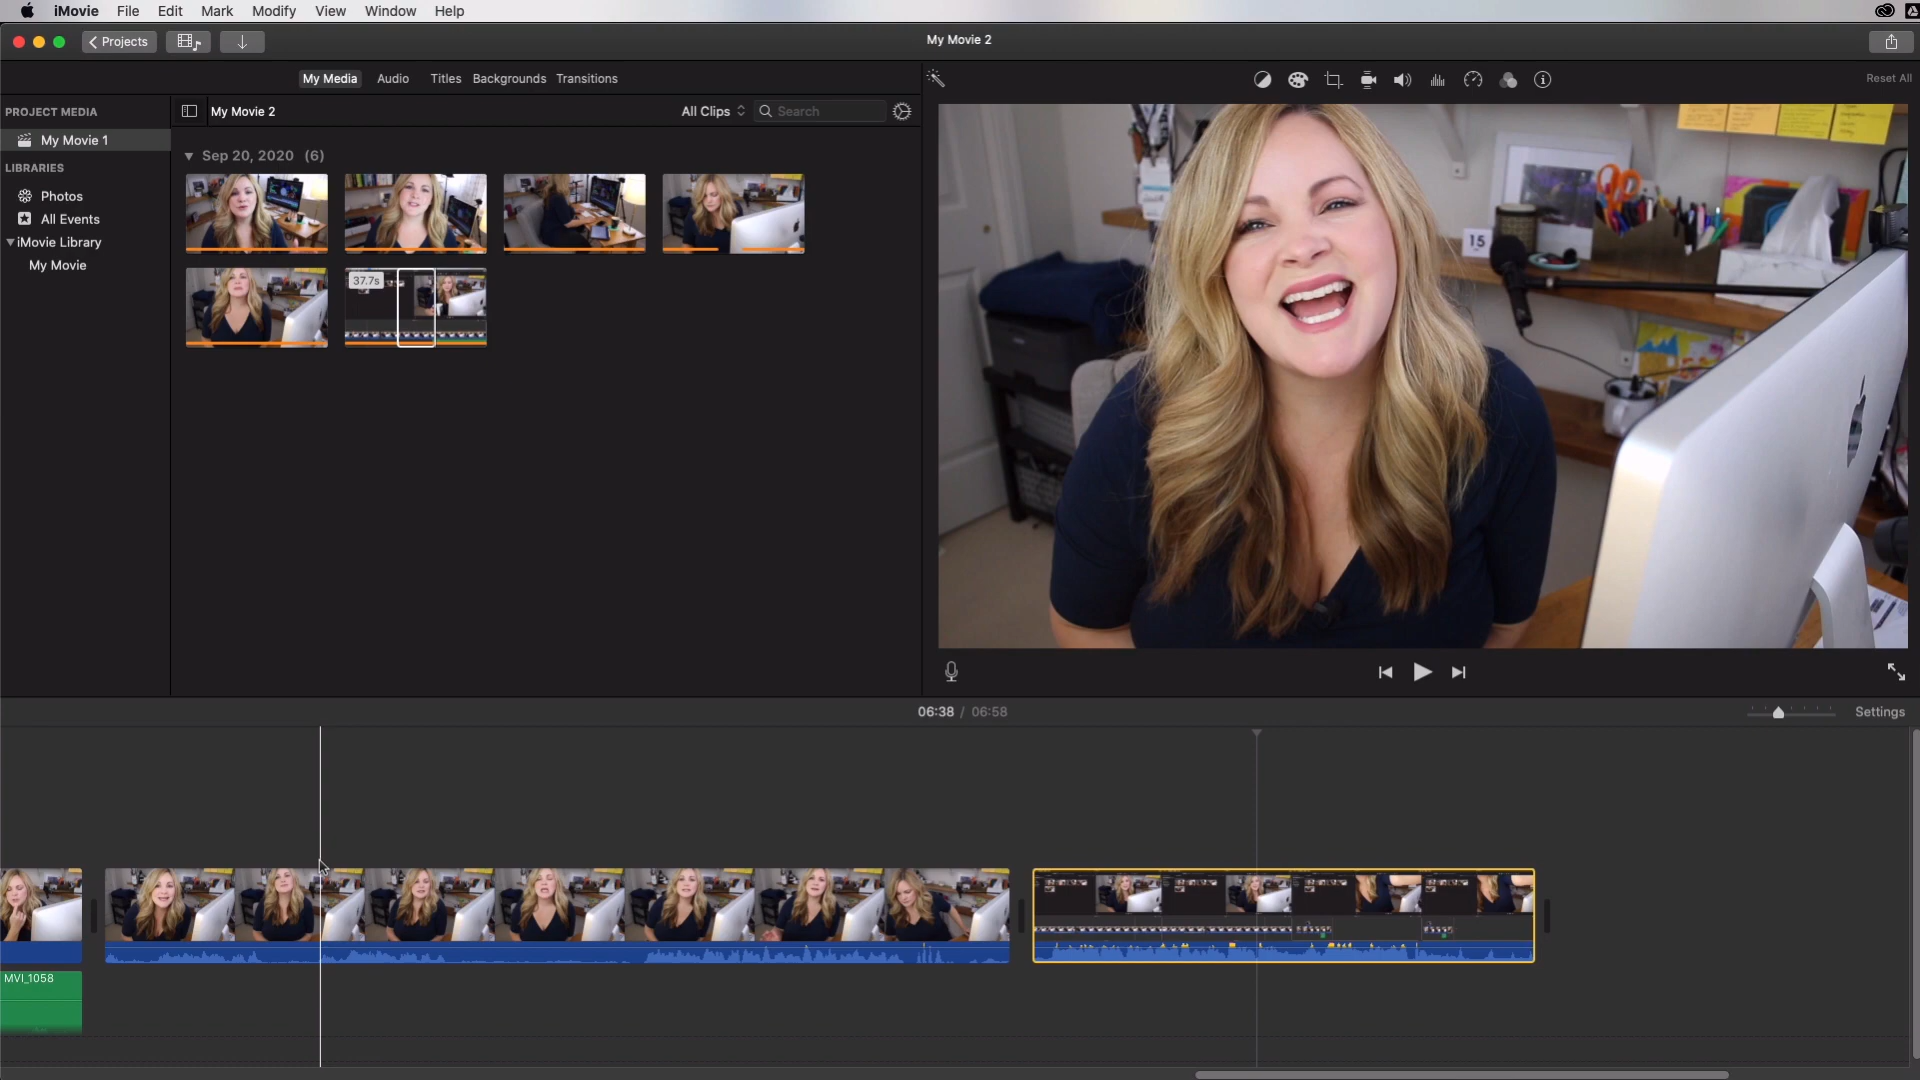 iMovie File Edit Mark Modify View Window Help
Projects
My Movie 2
My Media Audio Titles Backgrounds Transitions
Reset All
PROJECT MEDIA
My Movie 1
LIBRARIES
Photos
All Events
iMovie Library
My Movie
My Movie 2
All Clips
Search
Sep 20, 2020 (6)
37.7s
15
06:38 / 06:58
Settings
MVI_1058